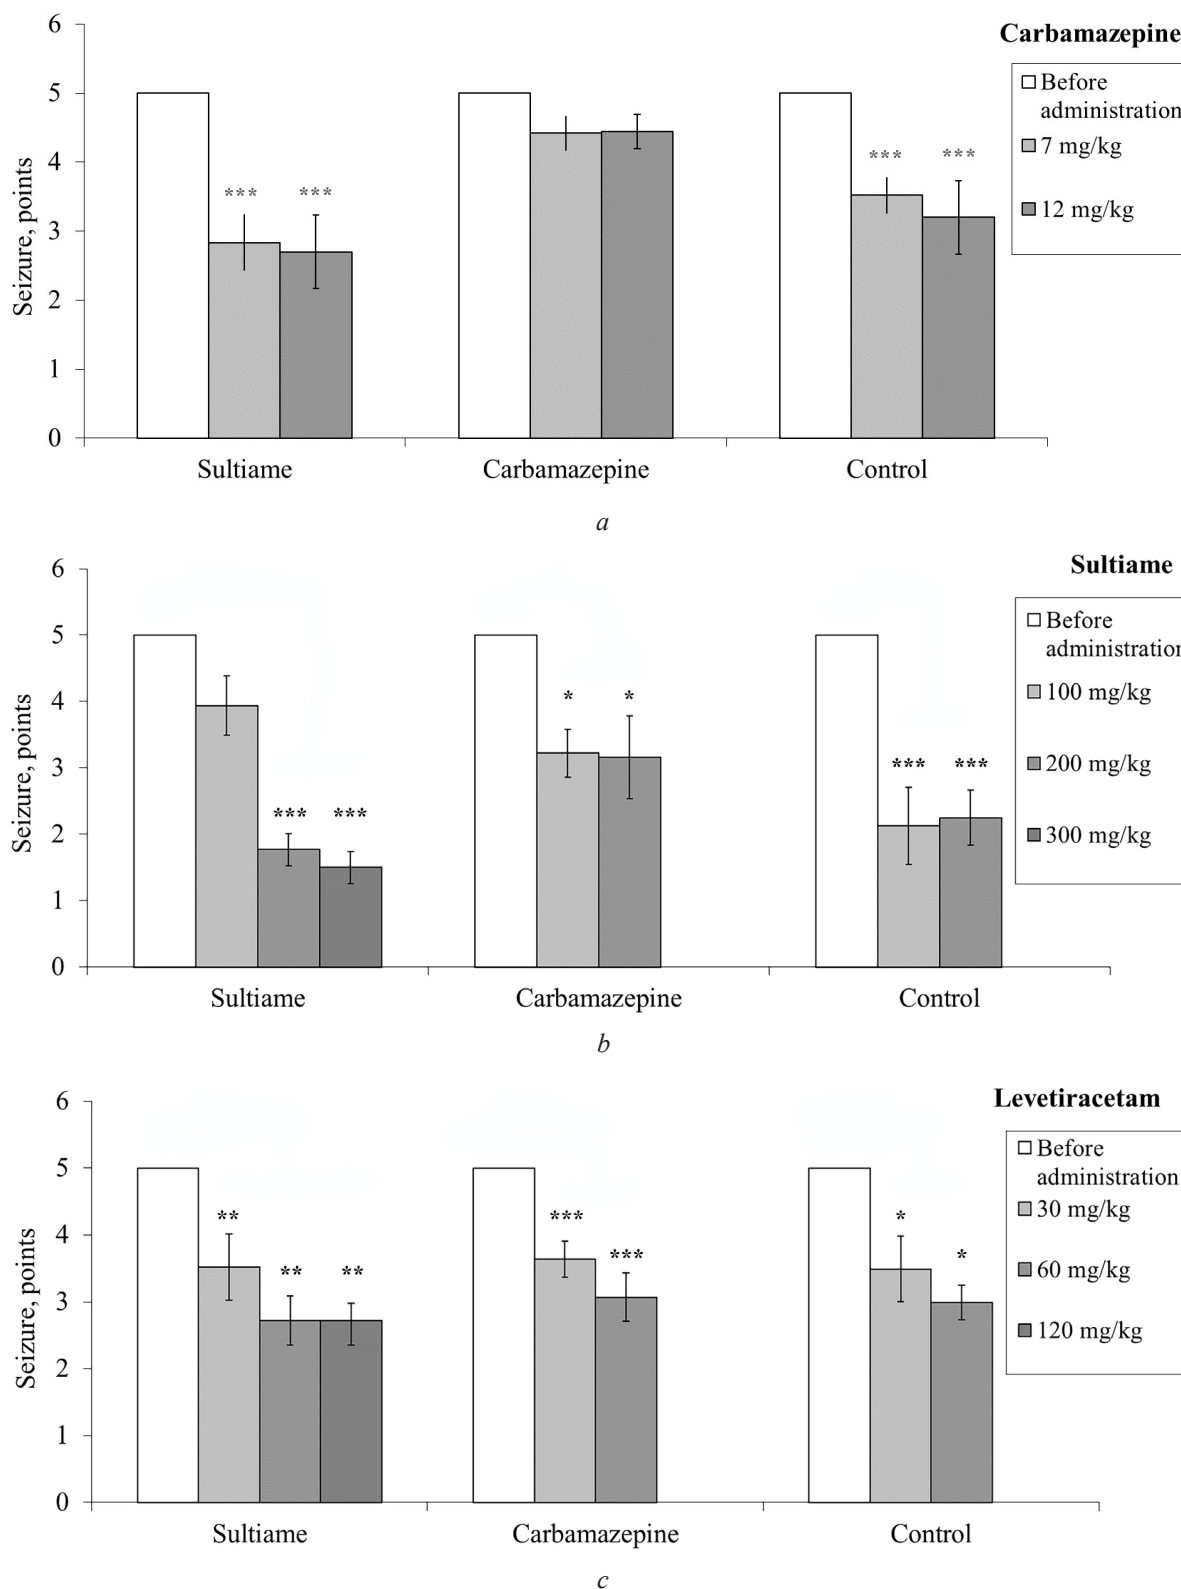 Carbamazepine
6
5
4
3
2
1
0
Seizure, points
***
***
***
***
Before
administration
7 mg/kg
12 mg/kg
Sultiame
Carbamazepine
Control
a
Sultiame
6
5
4
3
2
1
0
Seizure, points
***
***
*
*
***
***
Before
administration
100 mg/kg
200 mg/kg
300 mg/kg
Sultiame
Carbamazepine
Control
b
Levetiracetam
6
5
4
3
2
1
0
Seizure, points
**
**
**
***
***
*
*
Before
administration
30 mg/kg
60 mg/kg
120 mg/kg
Sultiame
Carbamazepine
Control
c